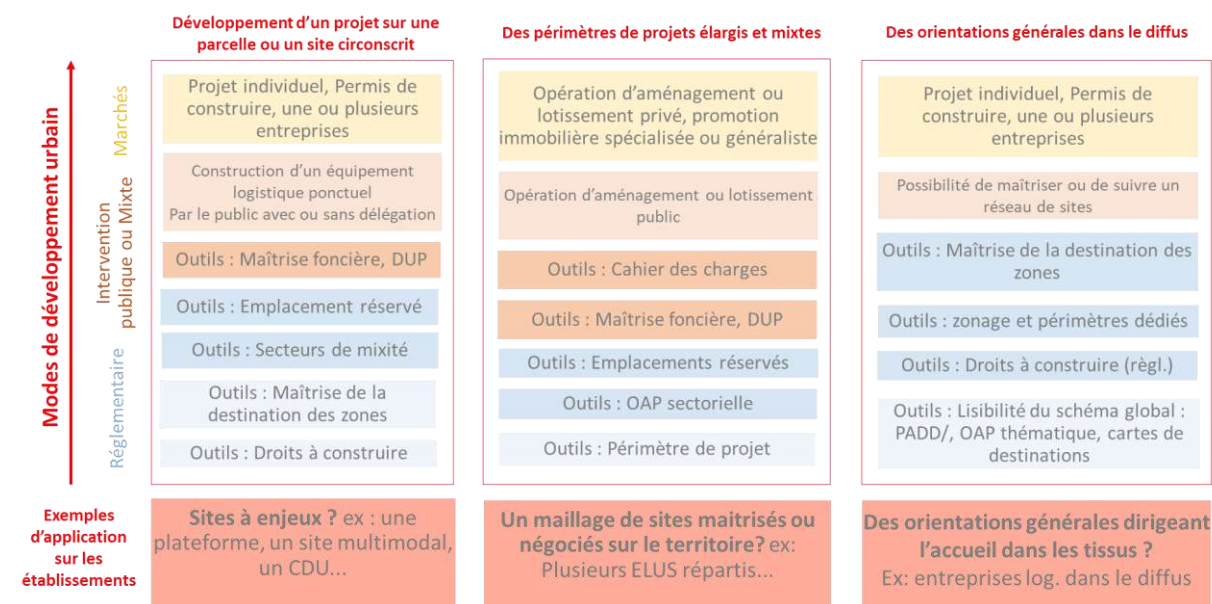 Développement d'un projet sur une
parcelle ou un site circonscrit
Des périmètres de projets élargis et mixtes
Des orientations générales dans le diffus
Modes de développement urbain
Marchés
Intervention
publique ou Mixte
Réglementaire
Projet individuel, Permis de
construire, une ou plusieurs
entreprises
Construction d'un équipement
logistique ponctuel
Par le public avec ou sans délégation
Outils : Maîtrise foncière, DUP
Outils : Emplacement réservé
Outils : Secteurs de mixité
Outils : Maîtrise de la
destination des zones
Outils : Droits à construire
Opération d'aménagement ou
lotissement privé, promotion
immobilière spécialisée ou généraliste
Opération d'aménagement ou lotissement
public
Outils : Cahier des charges
Outils : Maîtrise foncière, DUP
Outils : Emplacements réservés
Outils : OAP sectorielle
Outils : Périmètre de projet
Projet individuel, Permis de
construire, une ou plusieurs
entreprises
Possibilité de maîtriser ou de suivre un
réseau de sites
Outils : Maîtrise de la destination des
zones
Outils : zonage et périmètres dédiés
Outils : Droits à construire (règl.)
Outils : Lisibilité du schéma global :
PADD/, OAP thématique, cartes de
destinations
Exemples
d'application
sur les
établissements
Sites à enjeux ? ex : une
plateforme, un site multimodal,
un CDU...
Un maillage de sites maitrisés ou
négociés sur le territoire? ex:
Plusieurs ELUS répartis...
Des orientations générales dirigeant
l'accueil dans les tissus ?
Ex: entreprises log. dans le diffus